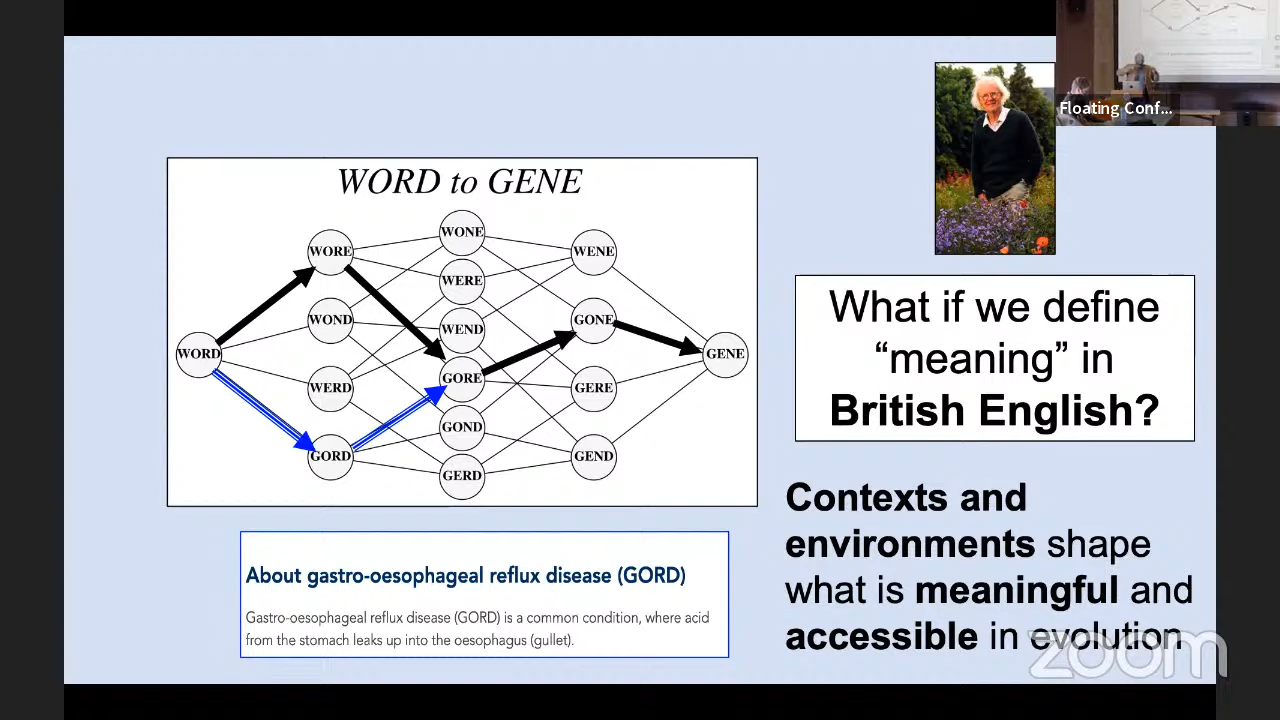 Floating Conf...
WORD to GENE
WONE
WORE
WENE
WERE
WOND
WEND
GONE
WORD
GENE
GORE
WERD
GERE
GOND
GORD
GEND
GERD
What if we define
“meaning” in
British English?
Contexts and
environments shape
what is meaningful and
accessible in evolution
About gastro-oesophageal reflux disease (GORD)
Gastro-oesophageal reflux disease (GORD) is a common condition, where acid
from the stomach leaks up into the oesophagus (gullet).
zoom